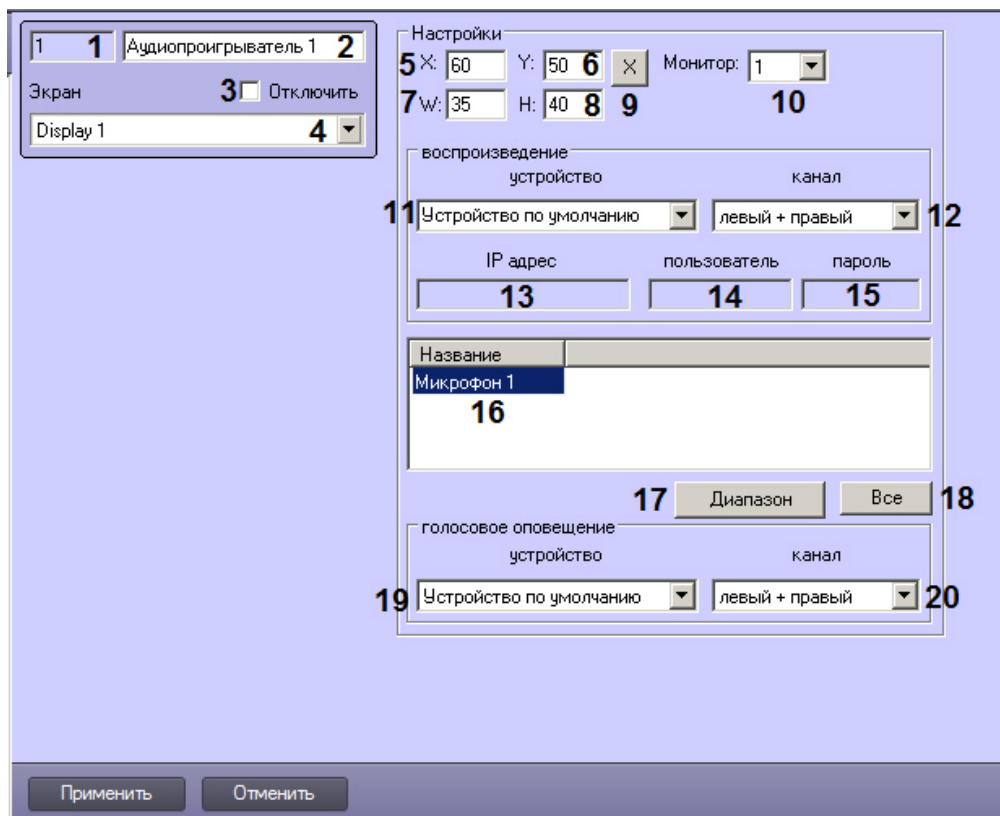 1 1 Аудиопроигрыватель 1 2
Экран 3 Отключить
Display 1 4
Настройки
5 X: 60 Y: 50 6 X Монитор: 1
7 W: 35 H: 40 8 9 10
воспроизведение
устройство канал
11 Устройство по умолчанию левый + правый 12
IP адрес пользователь пароль
13 14 15
Название
Микрофон 1
16
17 Диапазон Все 18
голосовое оповещение
устройство канал
19 Устройство по умолчанию левый + правый 20
Применить Отменить